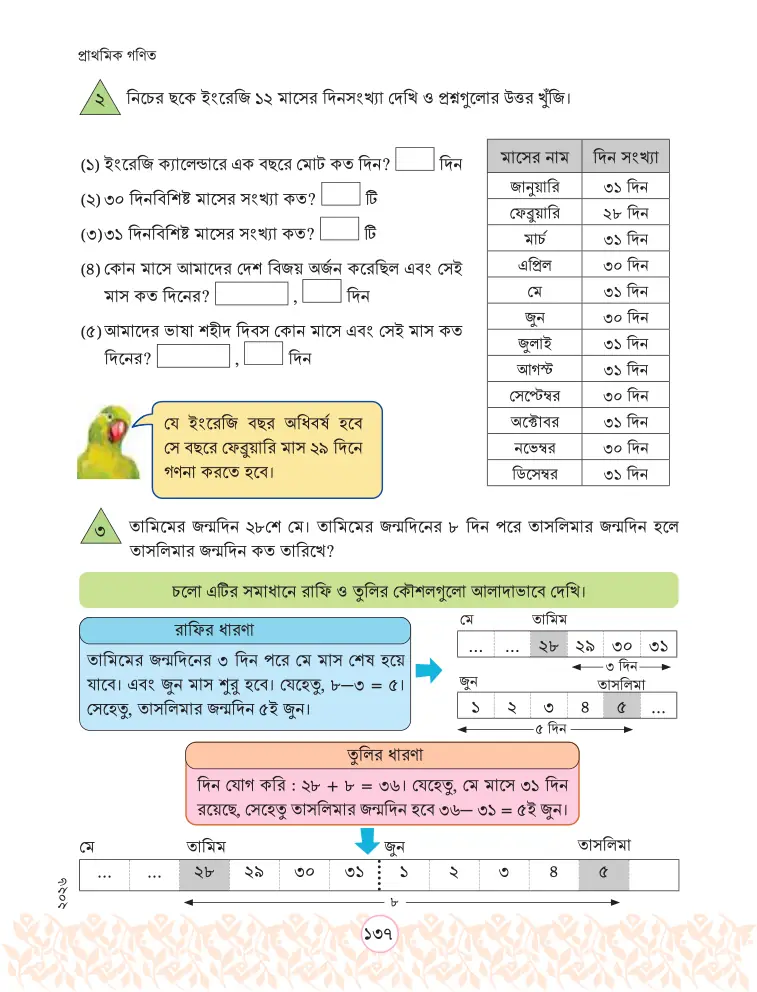 প্রাথমিক গণিত
২ নিচের ছকে ইংরেজি ১২ মাসের দিনসংখ্যা দেখি ও প্রশ্নগুলোর উত্তর খুঁজি।
(১) ইংরেজি ক্যালেন্ডারে এক বছরে মোট কত দিন? দিন
(২) ৩০ দিনবিশিষ্ট মাসের সংখ্যা কত? টি
(৩) ৩১ দিনবিশিষ্ট মাসের সংখ্যা কত? টি
(৪) কোন মাসে আমাদের দেশ বিজয় অর্জন করেছিল এবং সেই
মাস কত দিনের? , দিন
(৫) আমাদের ভাষা শহীদ দিবস কোন মাসে এবং সেই মাস কত
দিনের? , দিন
মাসের নাম দিন সংখ্যা
জানুয়ারি ৩১ দিন
ফেব্রুয়ারি ২৮ দিন
মার্চ ৩১ দিন
এপ্রিল ৩০ দিন
মে ৩১ দিন
জুন ৩০ দিন
জুলাই ৩১ দিন
আগস্ট ৩১ দিন
সেপ্টেম্বর ৩০ দিন
অক্টোবর ৩১ দিন
নভেম্বর ৩০ দিন
ডিসেম্বর ৩১ দিন
যে ইংরেজি বছর অধিবর্ষ হবে
সে বছরে ফেব্রুয়ারি মাস ২৯ দিনে
গণনা করতে হবে।
৩ তামিমের জন্মদিন ২৮শে মে। তামিমের জন্মদিনের ৮ দিন পরে তাসলিমার জন্মদিন হলে
তাসলিমার জন্মদিন কত তারিখে?
চলো এটির সমাধানে রাফি ও তুলির কৌশলগুলো আলাদাভাবে দেখি।
রাফির ধারণা
তামিমের জন্মদিনের ৩ দিন পরে মে মাস শেষ হয়ে
যাবে। এবং জুন মাস শুরু হবে। যেহেতু, ৮—৩ = ৫।
সেহেতু, তাসলিমার জন্মদিন ৫ই জুন।
মে তামিম
... ... ২৮ ২৯ ৩০ ৩১
৩ দিন
জুন তাসলিমা
১ ২ ৩ ৪ ৫ ...
৫ দিন
তুলির ধারণা
দিন যোগ করি : ২৮ + ৮ = ৩৬। যেহেতু, মে মাসে ৩১ দিন
রয়েছে, সেহেতু তাসলিমার জন্মদিন হবে ৩৬— ৩১ = ৫ই জুন।
মে তামিম জুন তাসলিমা
... ... ২৮ ২৯ ৩০ ৩১ ১ ২ ৩ ৪ ৫
৮
২০২৬
১৩৭